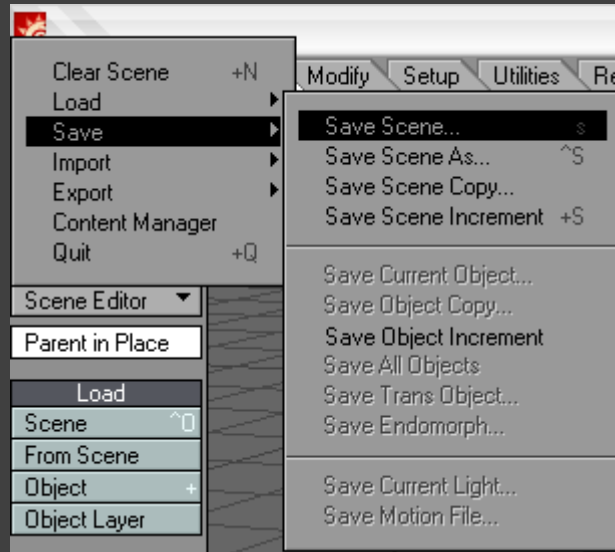 Modify Setup Utilities Re
Clear Scene +N
Load
Save
Import
Export
Content Manager
Quit +Q
Save Scene... s
Save Scene As... ^S
Save Scene Copy...
Save Scene Increment +S
Save Current Object...
Save Object Copy...
Save Object Increment
Save All Objects
Save Trans Object...
Save Endomorph...
Save Current Light...
Save Motion File...
Scene Editor
Parent in Place
Load
Scene ^O
From Scene
Object +
Object Layer